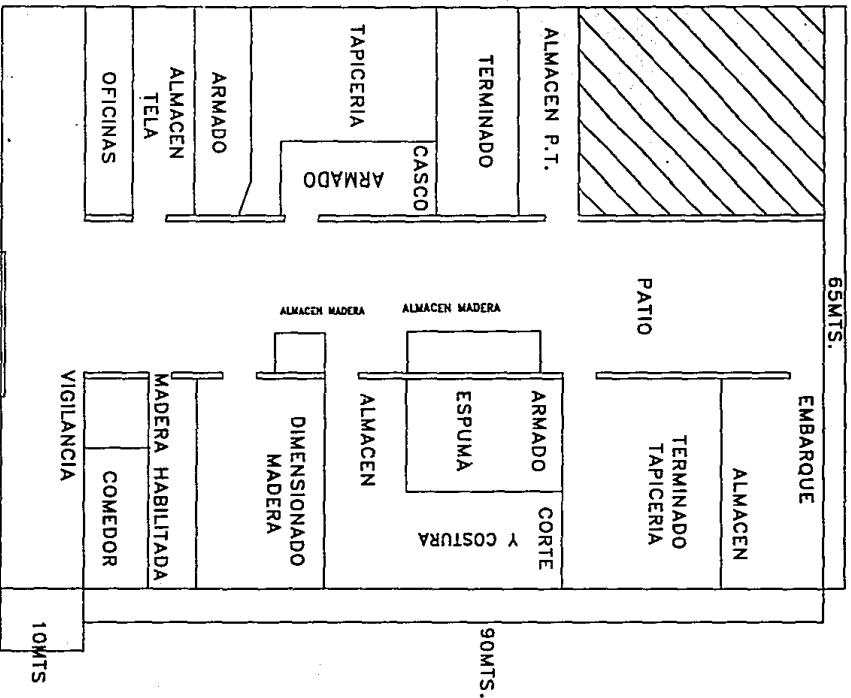 OFICINAS
ALMACEN
TELA
ARMADO
TAPICERIA
ARMADO
CASCO
TERMINADO
ALMACEN P.T.
65MTS.
PATIO
ALMACEN MADERA
ALMACEN MADERA
VIGILANCIA
COMEDOR
MADERA HABILITADA
DIMENSIONADO
MADERA
ALMACEN
ARMADO
ESPUMA
CORTE
Y COSTURA
TERMINADO
TAPICERIA
ALMACEN
EMBARQUE
10MTS
90MTS.